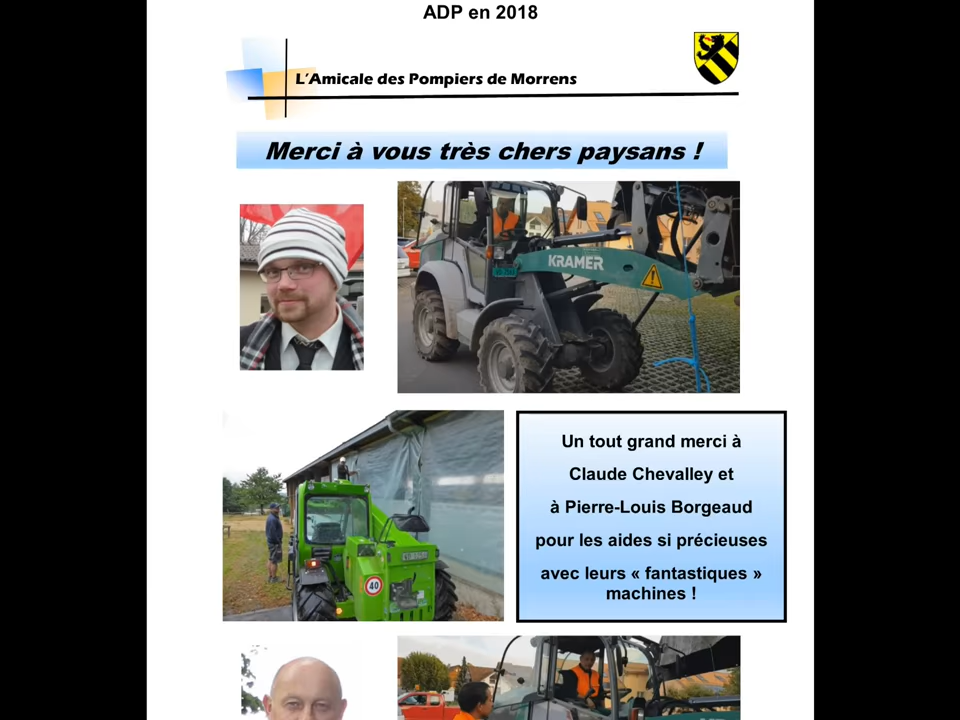 ADP en 2018
L'Amicale des Pompiers de Morrens
Merci à vous très chers paysans !
KRAMER
Un tout grand merci à
Claude Chevalley et
à Pierre-Louis Borgeaud
pour les aides si précieuses
avec leurs « fantastiques »
machines !
40